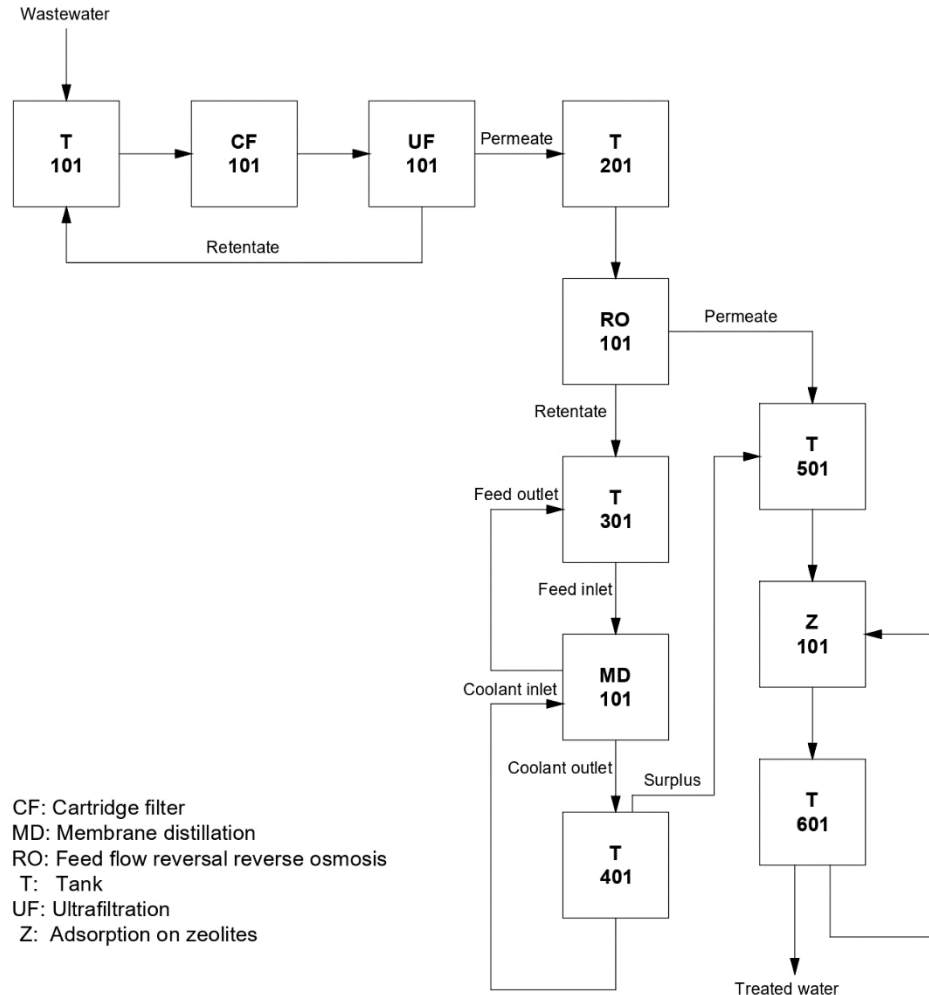 Wastewater
T
101
CF
101
UF
101
Permeate
T
201
Retentate
RO
101
Permeate
Retentate
T
501
Feed outlet
T
301
Feed inlet
Z
101
MD
101
Coolant inlet
Coolant outlet
Surplus
T
601
T
401
CF: Cartridge filter
MD: Membrane distillation
RO: Feed flow reversal reverse osmosis
T: Tank
UF: Ultrafiltration
Z: Adsorption on zeolites
Treated water